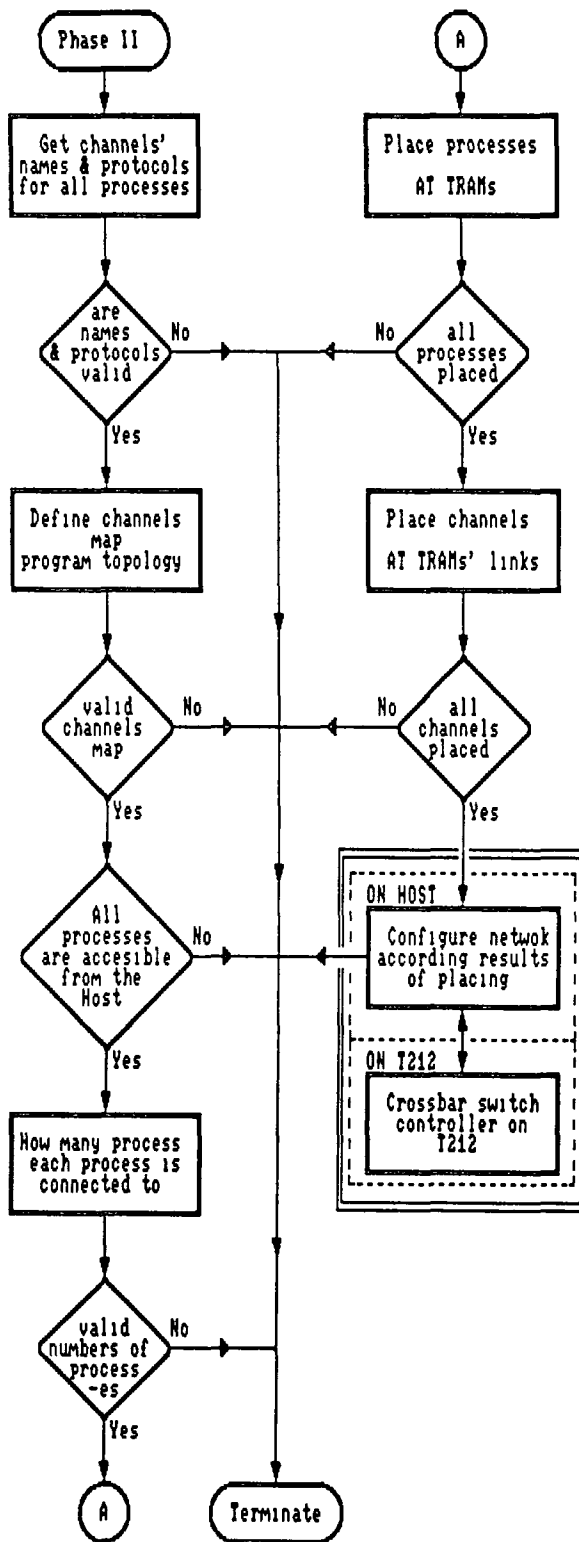 Phase II
Get channels'
names & protocols
for all processes
are
names
& protocols
valid
No
Yes
Define channels
map
program topology
valid
channels
map
No
Yes
All
processes
are accesible
from the
Host
No
Yes
How many process
each process is
connected to
valid
numbers of
process
-es
No
Yes
A
Terminate
A
Place processes
AT TRAMs
all
processes
placed
No
Yes
Place channels
AT TRAMs' links
all
channels
placed
No
Yes
ON HOST
Configure netwok
according results
of placing
ON T212
Crossbar switch
controller on
T212